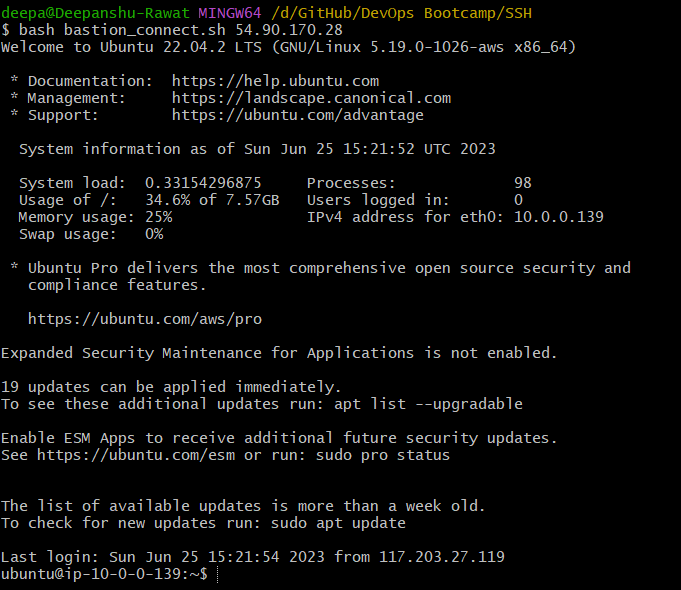 deepa@Deepanshu-Rawat MINGW64 /d/GitHub/DevOps Bootcamp/SSH
$ bash bastion_connect.sh 54.90.170.28
Welcome to Ubuntu 22.04.2 LTS (GNU/Linux 5.19.0-1026-aws x86_64)

 * Documentation:  https://help.ubuntu.com
 * Management:     https://landscape.canonical.com
 * Support:        https://ubuntu.com/advantage

  System information as of Sun Jun 25 15:21:52 UTC 2023

  System load:  0.33154296875     Processes:             98
  Usage of /:   34.6% of 7.57GB   Users logged in:       0
  Memory usage: 25%               IPv4 address for eth0: 10.0.0.139
  Swap usage:   0%

 * Ubuntu Pro delivers the most comprehensive open source security and
   compliance features.

   https://ubuntu.com/aws/pro

Expanded Security Maintenance for Applications is not enabled.

19 updates can be applied immediately.
To see these additional updates run: apt list --upgradable

Enable ESM Apps to receive additional future security updates.
See https://ubuntu.com/esm or run: sudo pro status


The list of available updates is more than a week old.
To check for new updates run: sudo apt update

Last login: Sun Jun 25 15:21:54 2023 from 117.203.27.119
ubuntu@ip-10-0-0-139:~$